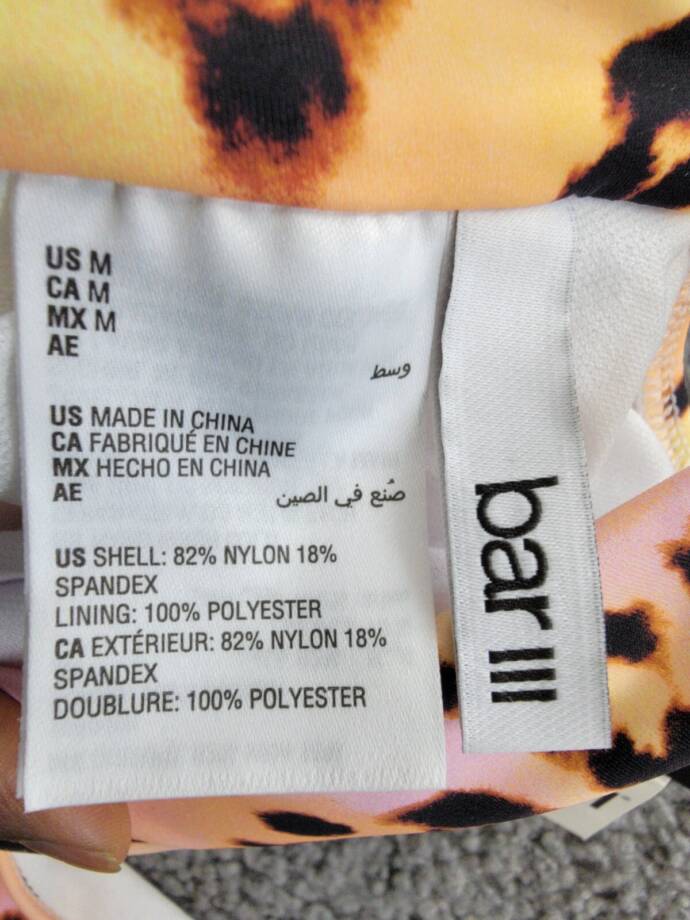 US M
CA M
MX M
AE
وسط
US MADE IN CHINA
CA FABRIQUÉ EN CHINE
MX HECHO EN CHINA
AE صُنع في الصين
US SHELL: 82% NYLON 18%
SPANDEX
LINING: 100% POLYESTER
CA EXTÉRIEUR: 82% NYLON 18%
SPANDEX
DOUBLURE: 100% POLYESTER
bar III